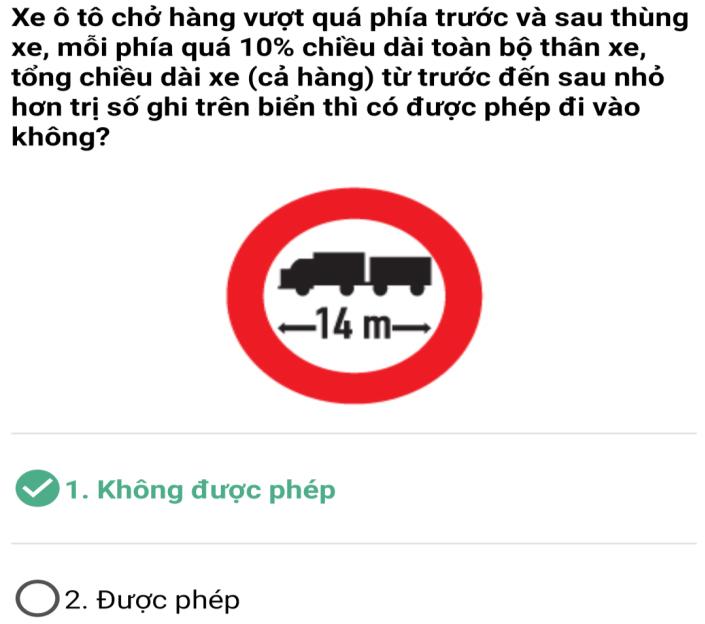 Xe ô tô chở hàng vượt quá phía trước và sau thùng
xe, mỗi phía quá 10% chiều dài toàn bộ thân xe,
tổng chiều dài xe (cả hàng) từ trước đến sau nhỏ
hơn trị số ghi trên biển thì có được phép đi vào
không?
14 m
1. Không được phép
2. Được phép